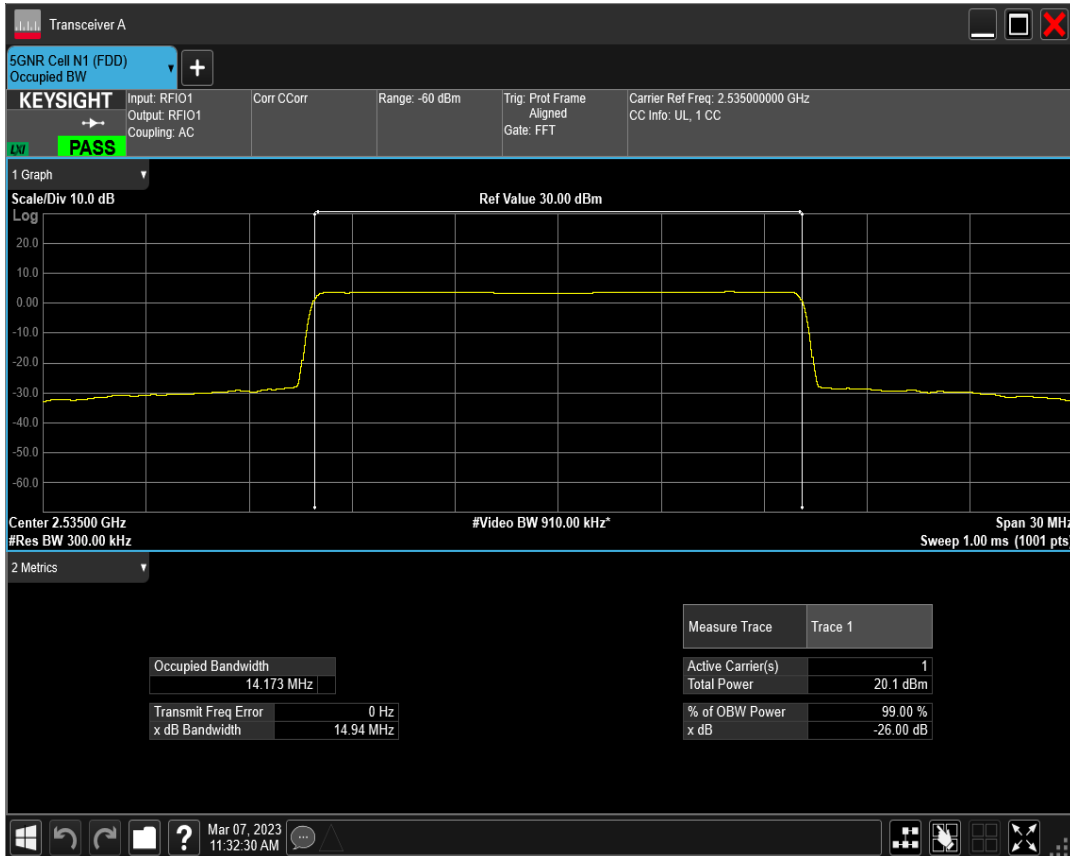 Transceiver A
5GNR Cell N1 (FDD)
Occupied BW
+
KEYSIGHT
LXI
PASS
Input: RFIO1
Output: RFIO1
Coupling: AC
Corr CCorr
Range: -60 dBm
Trig: Prot Frame
Aligned
Gate: FFT
Carrier Ref Freq: 2.535000000 GHz
CC Info: UL, 1 CC
1 Graph
Scale/Div 10.0 dB
Ref Value 30.00 dBm
Log
20.0
10.0
0.00
-10.0
-20.0
-30.0
-40.0
-50.0
-60.0
Center 2.53500 GHz
#Video BW 910.00 kHz*
Span 30 MHz
#Res BW 300.00 kHz
Sweep 1.00 ms (1001 pts)
2 Metrics
Measure Trace Trace 1
Occupied Bandwidth
14.173 MHz
Active Carrier(s) 1
Total Power 20.1 dBm
Transmit Freq Error 0 Hz
x dB Bandwidth 14.94 MHz
% of OBW Power 99.00 %
x dB -26.00 dB
?
Mar 07, 2023
11:32:30 AM